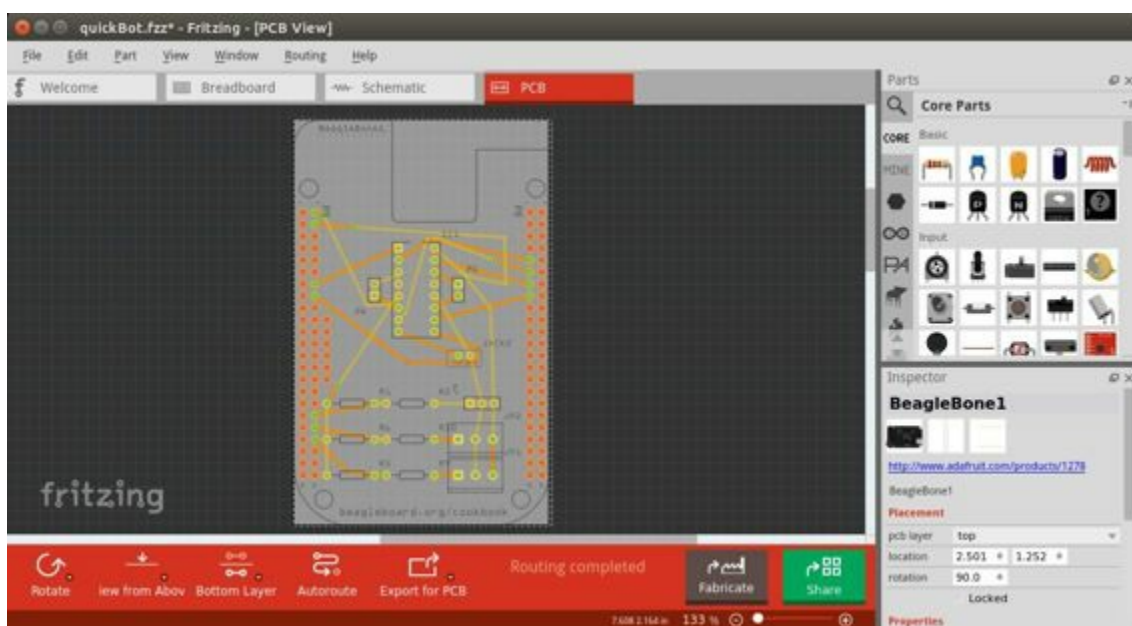 quickBot.fzz* - Fritzing - [PCB View]
File Edit Part View Window Routing Help
Welcome Breadboard Schematic PCB
Parts
Core Parts
CORE Basic
MINE
Input
BeagleBone1
fritzing
beagleboard.org/cookbook
Inspector
BeagleBone1
http://www.adafruit.com/products/1278
BeagleBone1
Placement
pcb layer top
location 2.501 1.252
rotation 90.0
Locked
Properties
Rotate iew from Abov Bottom Layer Autoroute Export for PCB Routing completed Fabricate Share
133 %